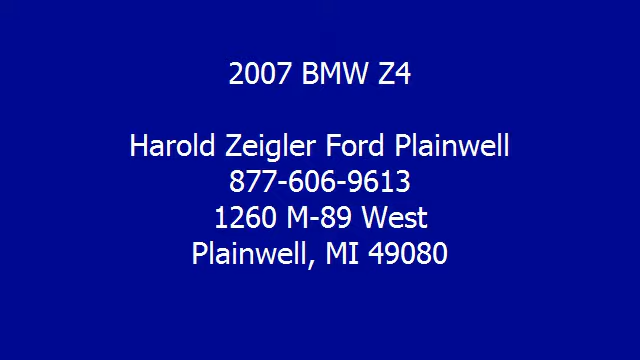 2007 BMW Z4
Harold Zeigler Ford Plainwell
877-606-9613
1260 M-89 West
Plainwell, MI 49080